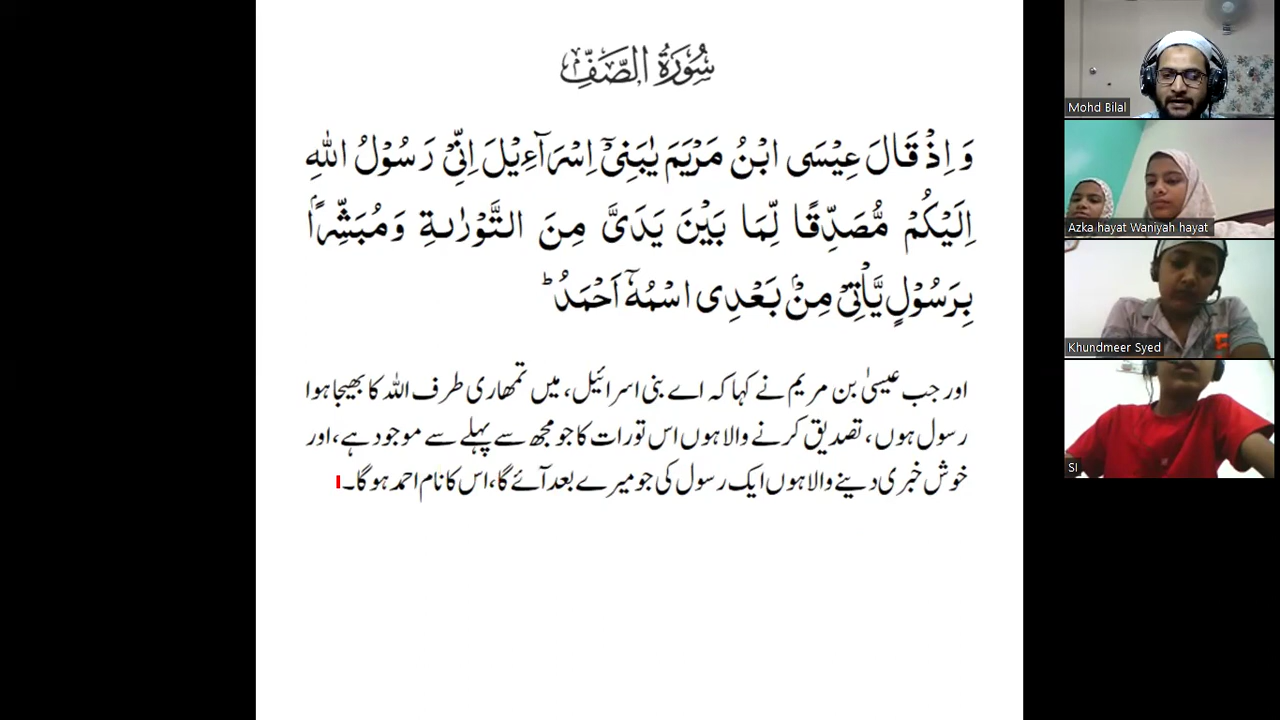 سُوْرَةُ الصَّفِّ
وَ اِذْ قَالَ عِیْسَی ابْنُ مَرْیَمَ یٰبَنِیْۤ اِسْرَآءِیْلَ اِنِّیْ رَسُوْلُ اللّٰهِ
اِلَیْكُمْ مُّصَدِّقًا لِّمَا بَیْنَ یَدَیَّ مِنَ التَّوْرٰىةِ وَ مُبَشِّرًۢا
بِرَسُوْلٍ یَّاْتِیْ مِنْۢ بَعْدِی اسْمُهٗۤ اَحْمَدُ ؕ
اور جب عیسیٰ بن مریم نے کہا کہ اے بنی اسرائیل، میں تمھاری طرف اللہ کا بھیجا ہوا
رسول ہوں، تصدیق کرنے والا ہوں اس تورات کا جو مجھ سے پہلے سے موجود ہے، اور
خوش خبری دینے والا ہوں ایک رسول کی جو میرے بعد آئے گا، اس کا نام احمد ہوگا۔
Mohd Bilal
Azka hayat Waniyah hayat
Khundmeer Syed
SI